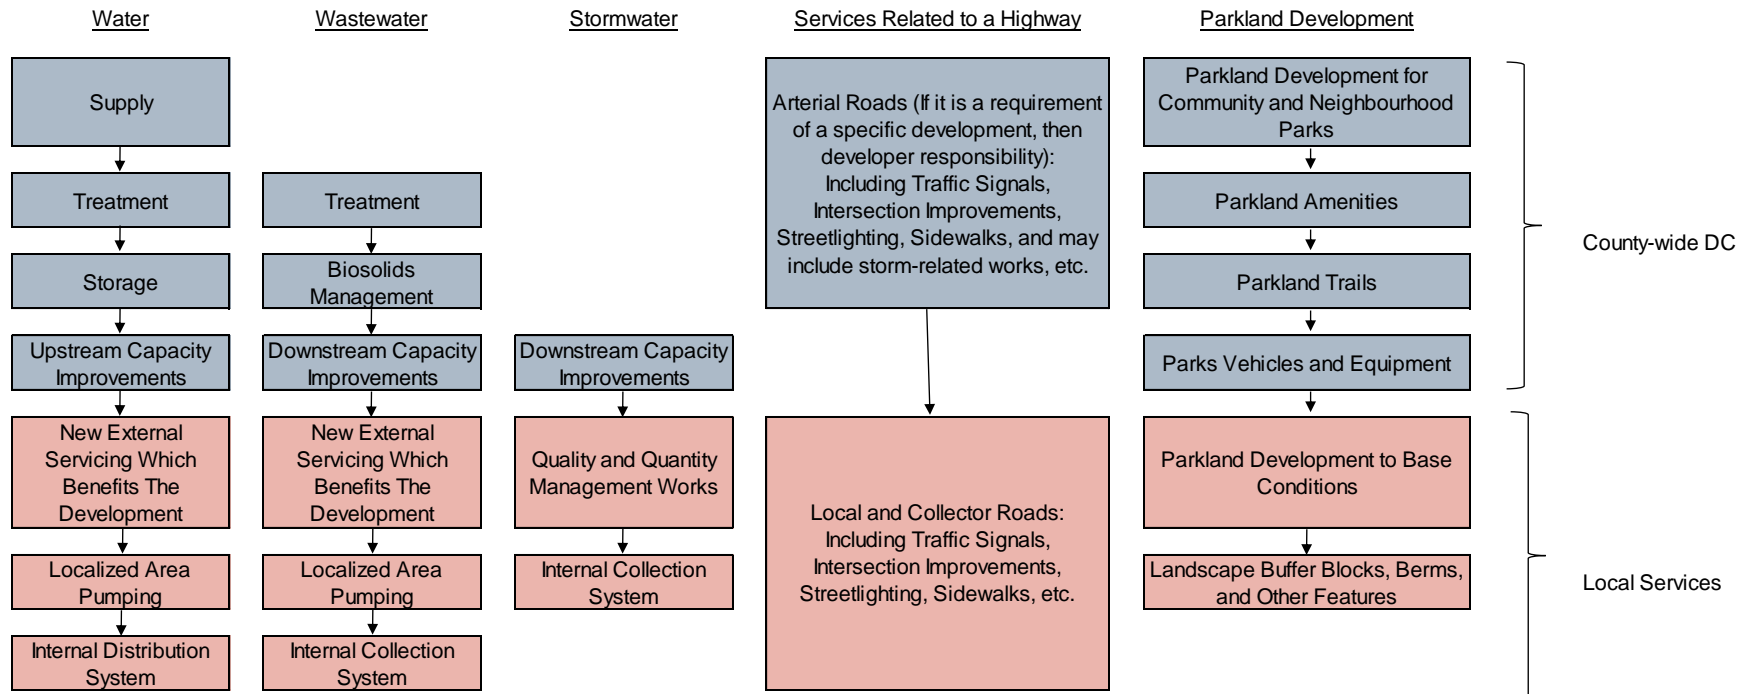 Water
Wastewater
Stormwater
Services Related to a Highway
Parkland Development
Supply
Treatment
Storage
Upstream Capacity
Improvements
New External
Servicing Which
Benefits The
Development
Localized Area
Pumping
Internal Distribution
System
Treatment
Biosolids
Management
Downstream Capacity
Improvements
New External
Servicing Which
Benefits The
Development
Localized Area
Pumping
Internal Collection
System
Downstream Capacity
Improvements
Quality and Quantity
Management Works
Internal Collection
System
Arterial Roads (If it is a requirement
of a specific development, then
developer responsibility):
Including Traffic Signals,
Intersection Improvements,
Streetlighting, Sidewalks, and may
include storm-related works, etc.
Local and Collector Roads:
Including Traffic Signals,
Intersection Improvements,
Streetlighting, Sidewalks, etc.
Parkland Development for
Community and Neighbourhood
Parks
Parkland Amenities
Parkland Trails
Parks Vehicles and Equipment
Parkland Development to Base
Conditions
Landscape Buffer Blocks, Berms,
and Other Features
County-wide DC
Local Services